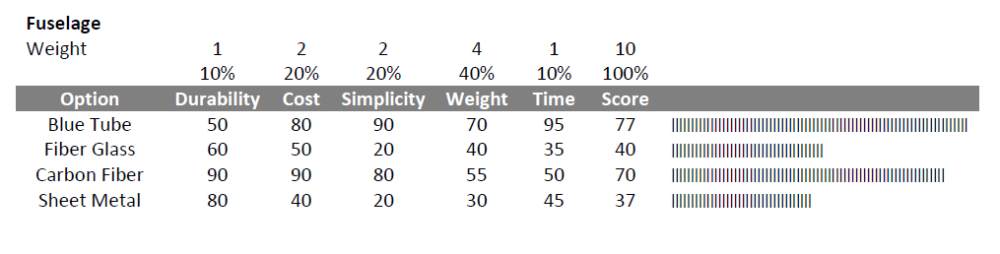 Fuselage
Weight 1 2 2 4 1 10
10% 20% 20% 40% 10% 100%
Option Durability Cost Simplicity Weight Time Score
Blue Tube 50 80 90 70 95 77
Fiber Glass 60 50 20 40 35 40
Carbon Fiber 90 90 80 55 50 70
Sheet Metal 80 40 20 30 45 37